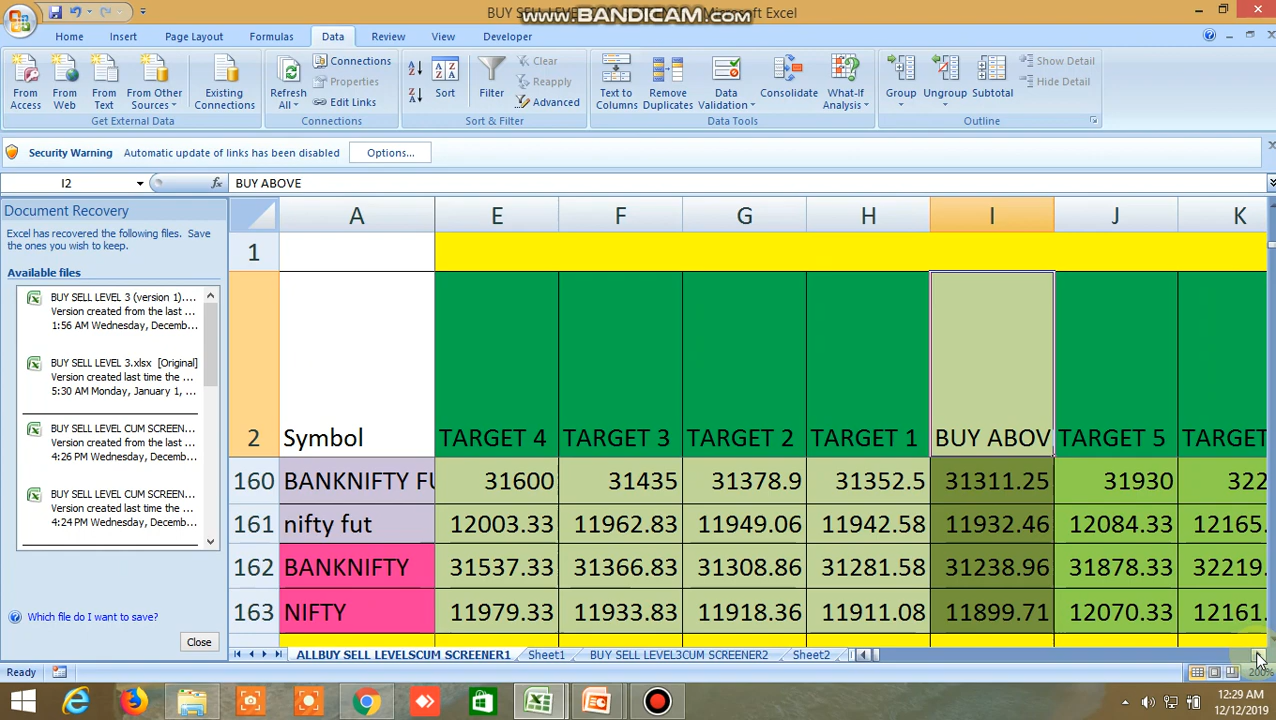 BUY SELL LEVEL
www.BANDICAM.com
Microsoft Excel
Home Insert Page Layout Formulas Data Review View Developer
From Access
From Web
From Text
From Other Sources
Existing Connections
Get External Data
Refresh All
Connections
Properties
Edit Links
Connections
Sort
Filter
Clear
Reapply
Advanced
Sort & Filter
Text to Columns
Remove Duplicates
Data Validation
Consolidate
What-If Analysis
Data Tools
Group
Ungroup
Subtotal
Show Detail
Hide Detail
Outline
Security Warning Automatic update of links has been disabled Options...
I2 fx BUY ABOVE
Document Recovery
Excel has recovered the following files. Save
the ones you wish to keep.
Available files
BUY SELL LEVEL 3 (version 1)....
Version created from the last ...
1:56 AM Wednesday, Decemb...
BUY SELL LEVEL 3.xlsx [Original]
Version created last time the ...
5:30 AM Monday, January 1, ...
BUY SELL LEVEL CUM SCREEN...
Version created from the last ...
4:26 PM Wednesday, Decemb...
BUY SELL LEVEL CUM SCREEN...
Version created last time the ...
4:24 PM Wednesday, Decemb...
Which file do I want to save?
Close
A E F G H I J K
1
2 Symbol TARGET 4 TARGET 3 TARGET 2 TARGET 1 BUY ABOV TARGET 5 TARGET
160 BANKNIFTY FU 31600 31435 31378.9 31352.5 31311.25 31930 322
161 nifty fut 12003.33 11962.83 11949.06 11942.58 11932.46 12084.33 12165.
162 BANKNIFTY 31537.33 31366.83 31308.86 31281.58 31238.96 31878.33 32219.
163 NIFTY 11979.33 11933.83 11918.36 11911.08 11899.71 12070.33 12161.
ALLBUY SELL LEVELSCUM SCREENER1 Sheet1 BUY SELL LEVEL3CUM SCREENER2 Sheet2
Ready 200%
12:29 AM
12/12/2019